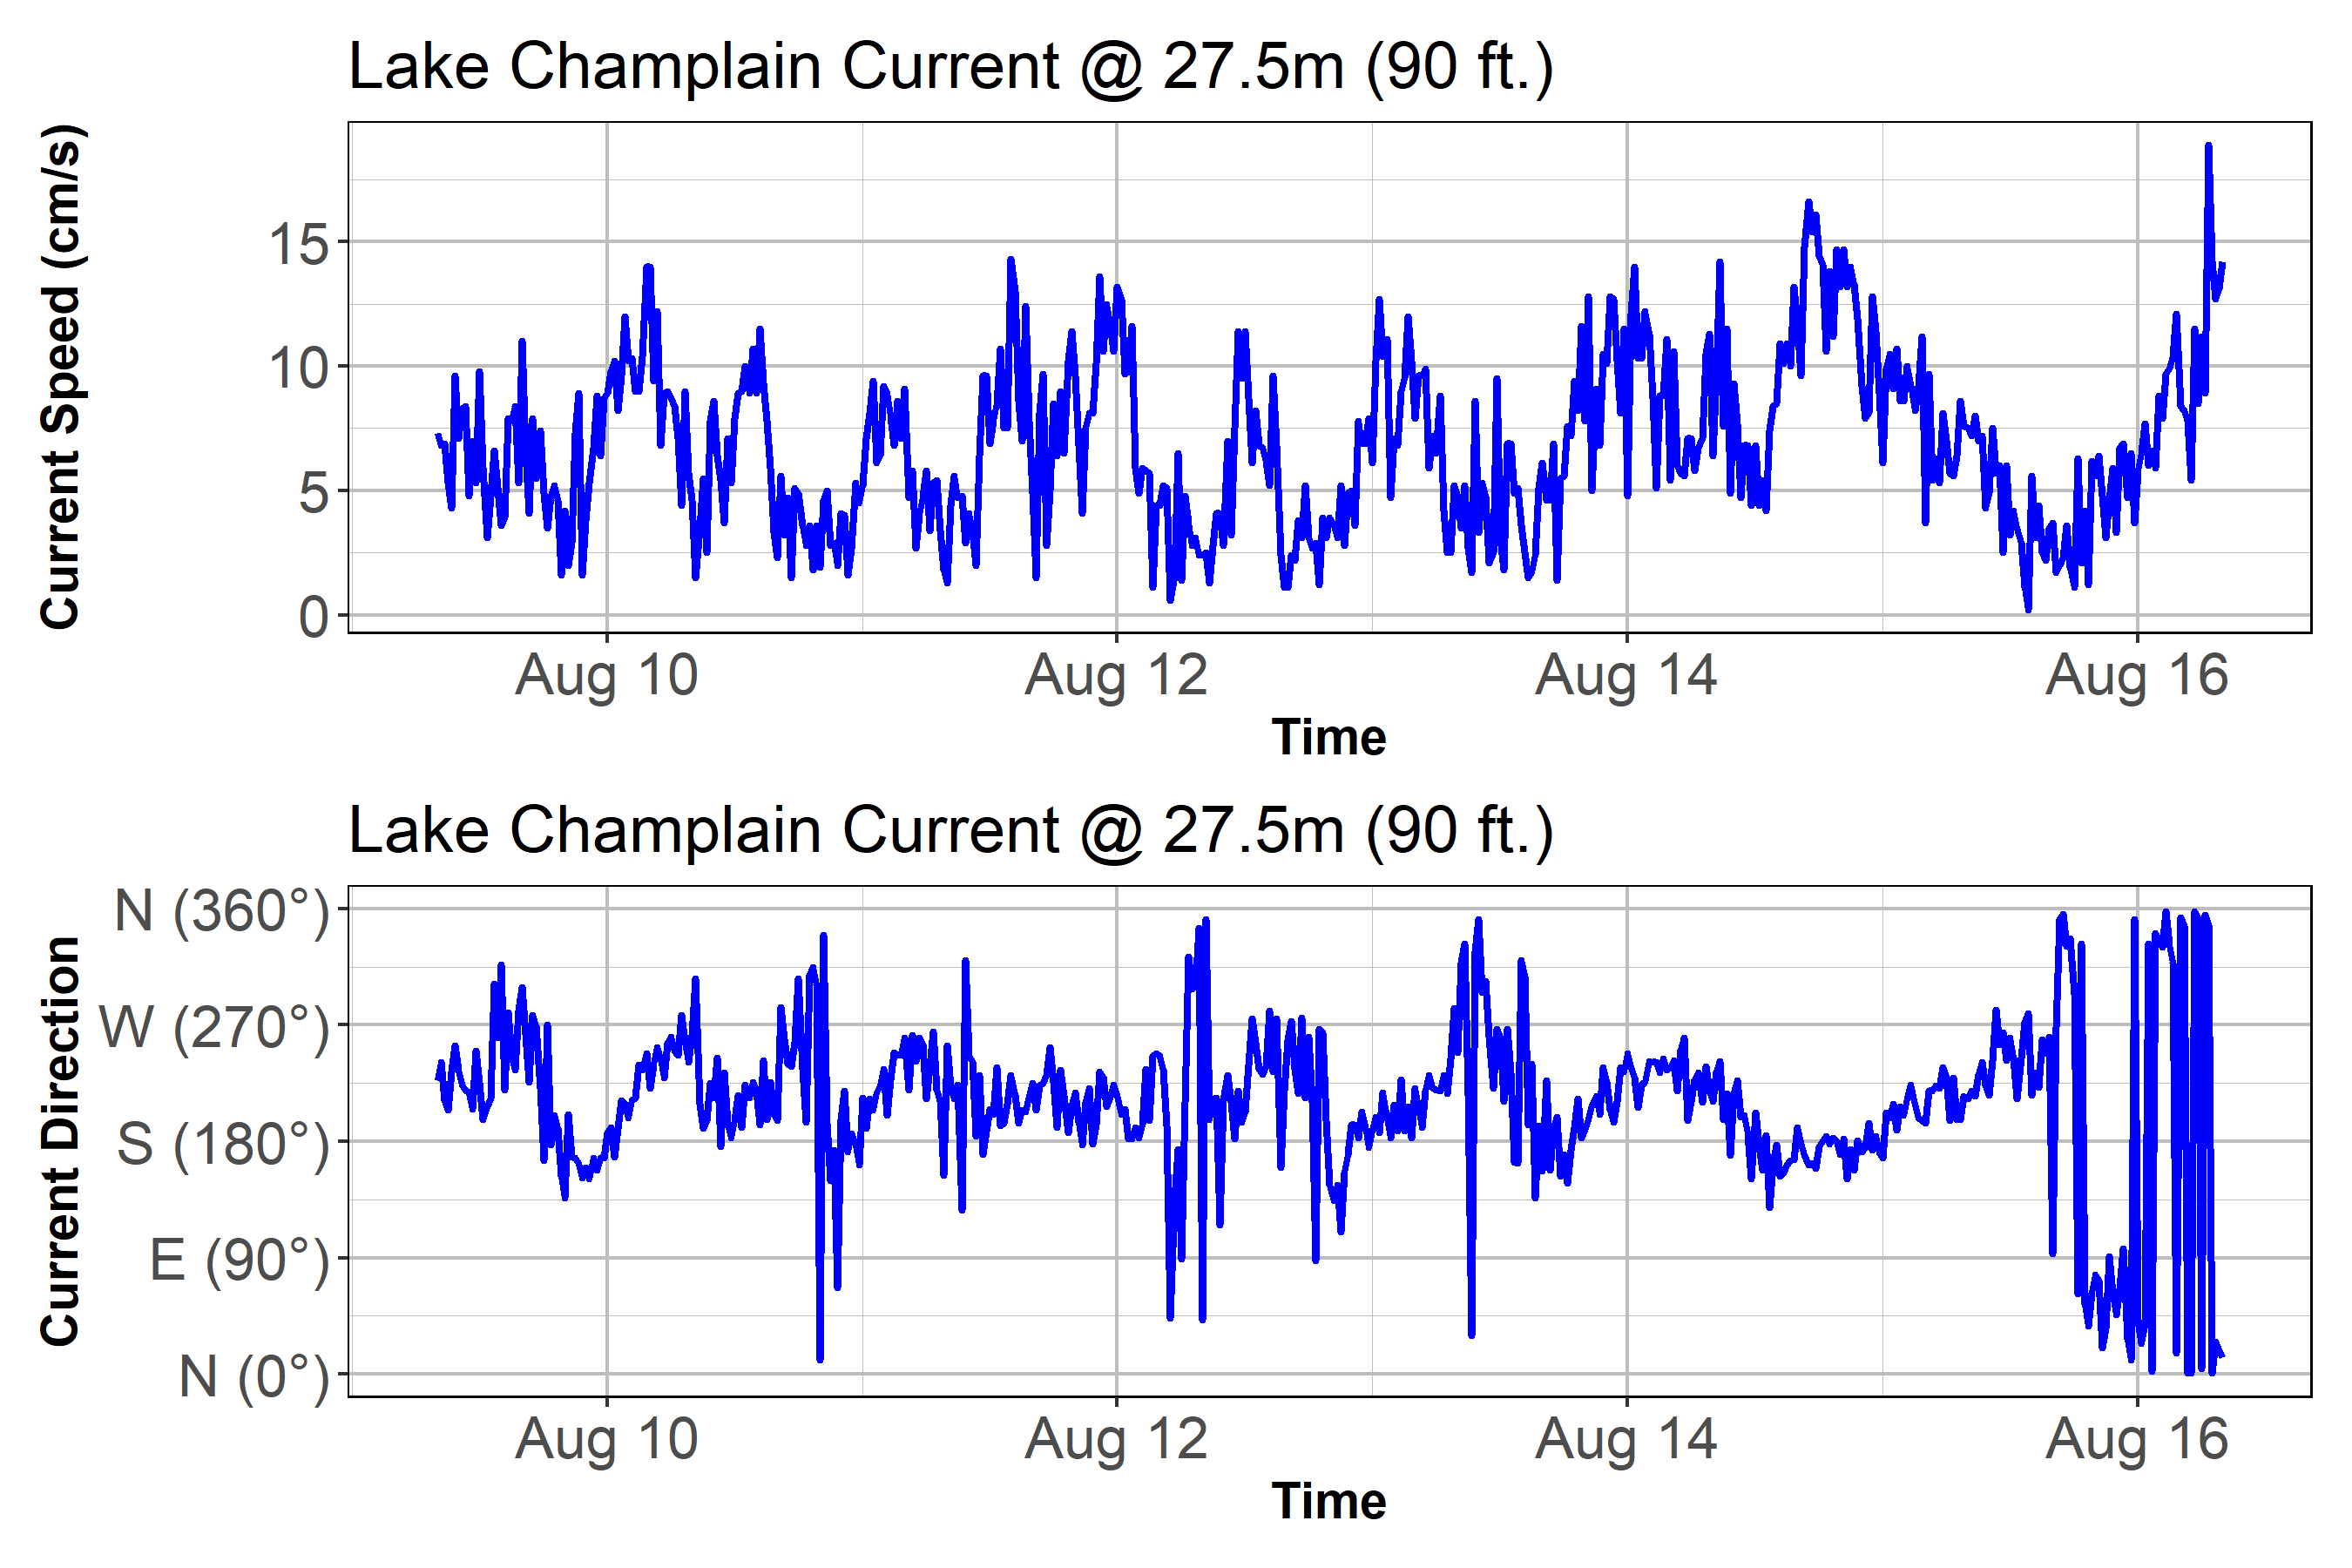 Lake Champlain Current @ 27.5m (90 ft.)
Current Speed (cm/s)
15
10
5
0
Aug 10 Aug 12 Aug 14 Aug 16
Time
Lake Champlain Current @ 27.5m (90 ft.)
Current Direction
N (360°)
W (270°)
S (180°)
E (90°)
N (0°)
Aug 10 Aug 12 Aug 14 Aug 16
Time